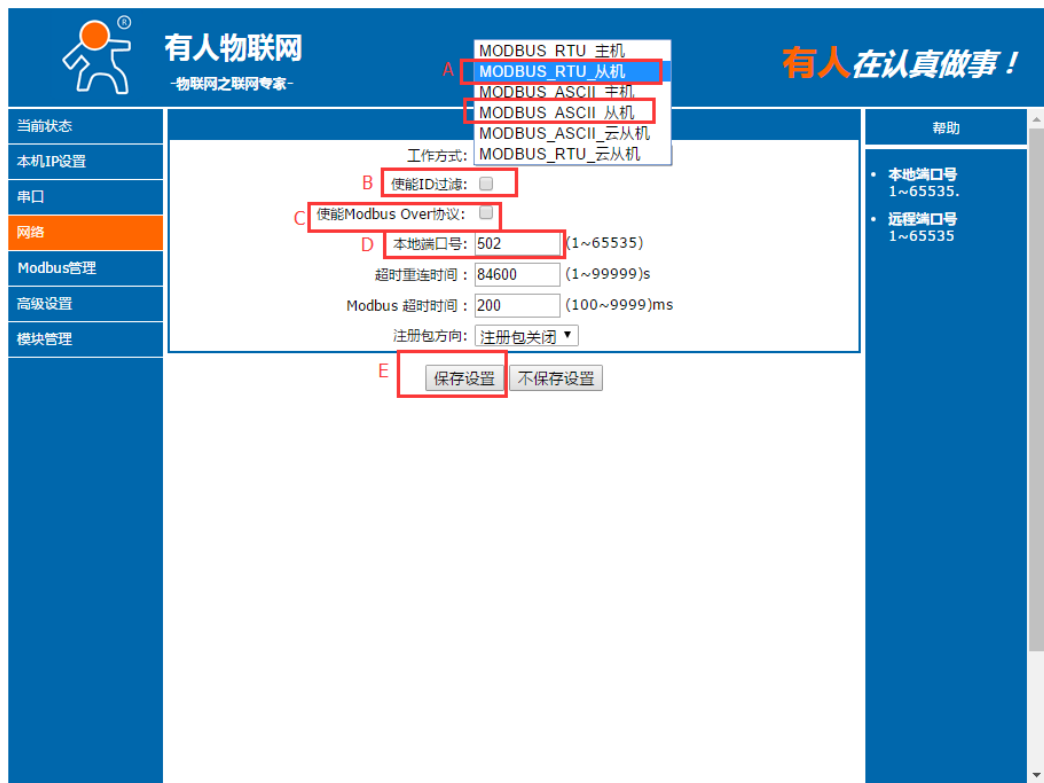 ®
有人物联网
-物联网之联网专家-
有人在认真做事！
A
MODBUS_RTU_主机
MODBUS_RTU_从机
MODBUS_ASCII_主机
MODBUS_ASCII_从机
MODBUS_ASCII_云从机
MODBUS_RTU_云从机
当前状态
本机IP设置
串口
网络
Modbus管理
高级设置
模块管理
工作方式:
B 使能ID过滤:
C 使能Modbus Over协议:
D 本地端口号: 502 (1~65535)
超时重连时间 : 84600 (1~99999)s
Modbus 超时时间 : 200 (100~9999)ms
注册包方向: 注册包关闭 ▼
E 保存设置 不保存设置
帮助
• 本地端口号
1~65535.
• 远程端口号
1~65535